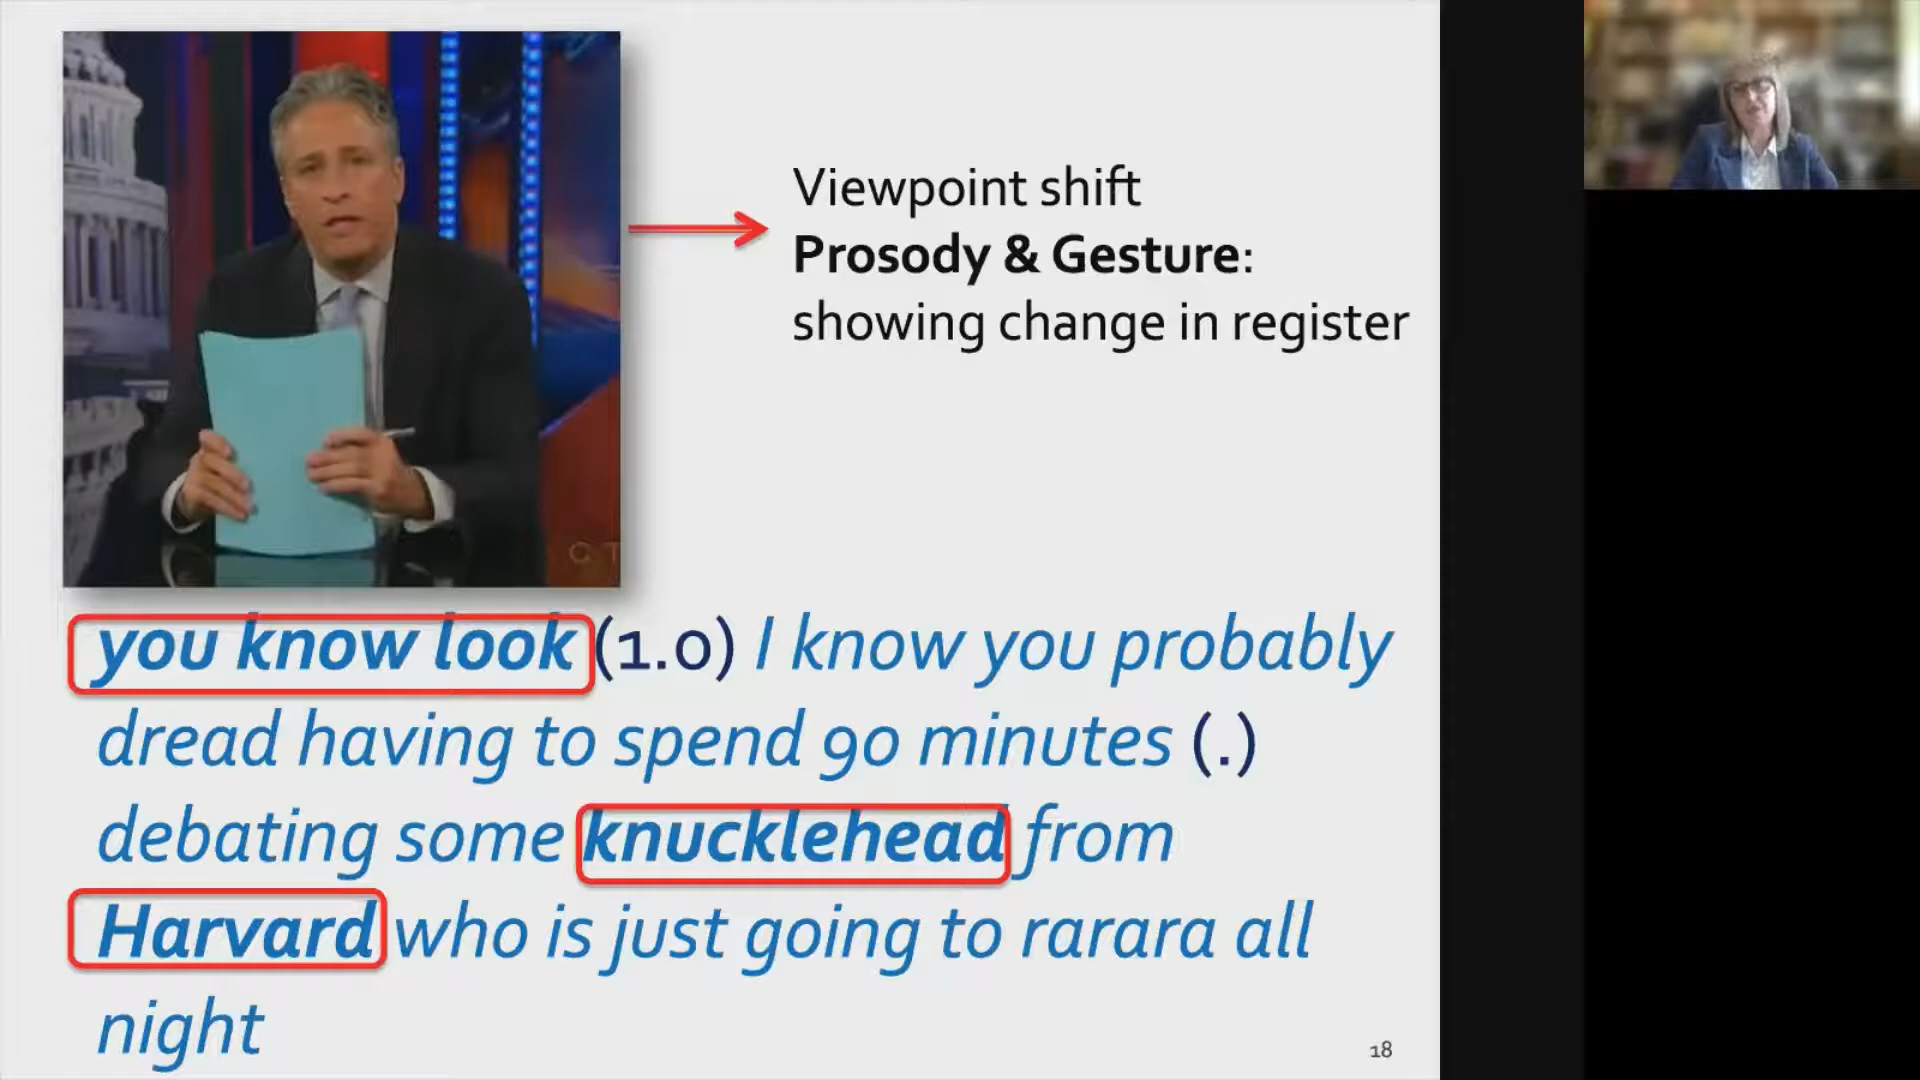 Viewpoint shift
Prosody & Gesture:
showing change in register
you know look (1.0) I know you probably
dread having to spend 90 minutes (.)
debating some knucklehead from
Harvard who is just going to rarara all
night
18